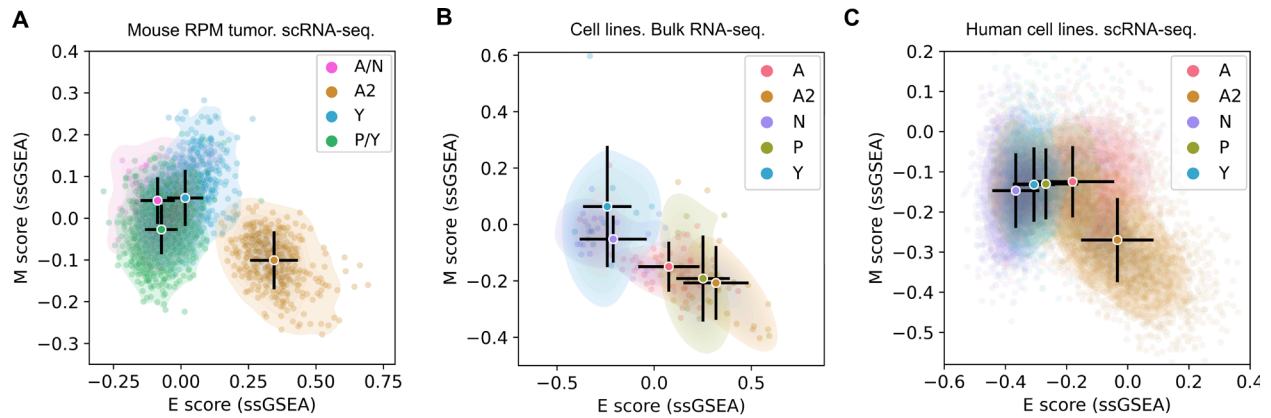 A
Mouse RPM tumor. scRNA-seq.
M score (ssGSEA)
0.4
0.3
0.2
0.1
0.0
−0.1
−0.2
−0.3
A/N
A2
Y
P/Y
−0.25
0.00
0.25
0.50
0.75
E score (ssGSEA)
B
Cell lines. Bulk RNA-seq.
M score (ssGSEA)
0.6
0.4
0.2
0.0
−0.2
−0.4
A
A2
N
P
Y
−0.5
0.0
0.5
E score (ssGSEA)
C
Human cell lines. scRNA-seq.
M score (ssGSEA)
0.2
0.1
0.0
−0.1
−0.2
−0.3
−0.4
−0.5
A
A2
N
P
Y
−0.6
−0.4
−0.2
0.0
0.2
0.4
E score (ssGSEA)